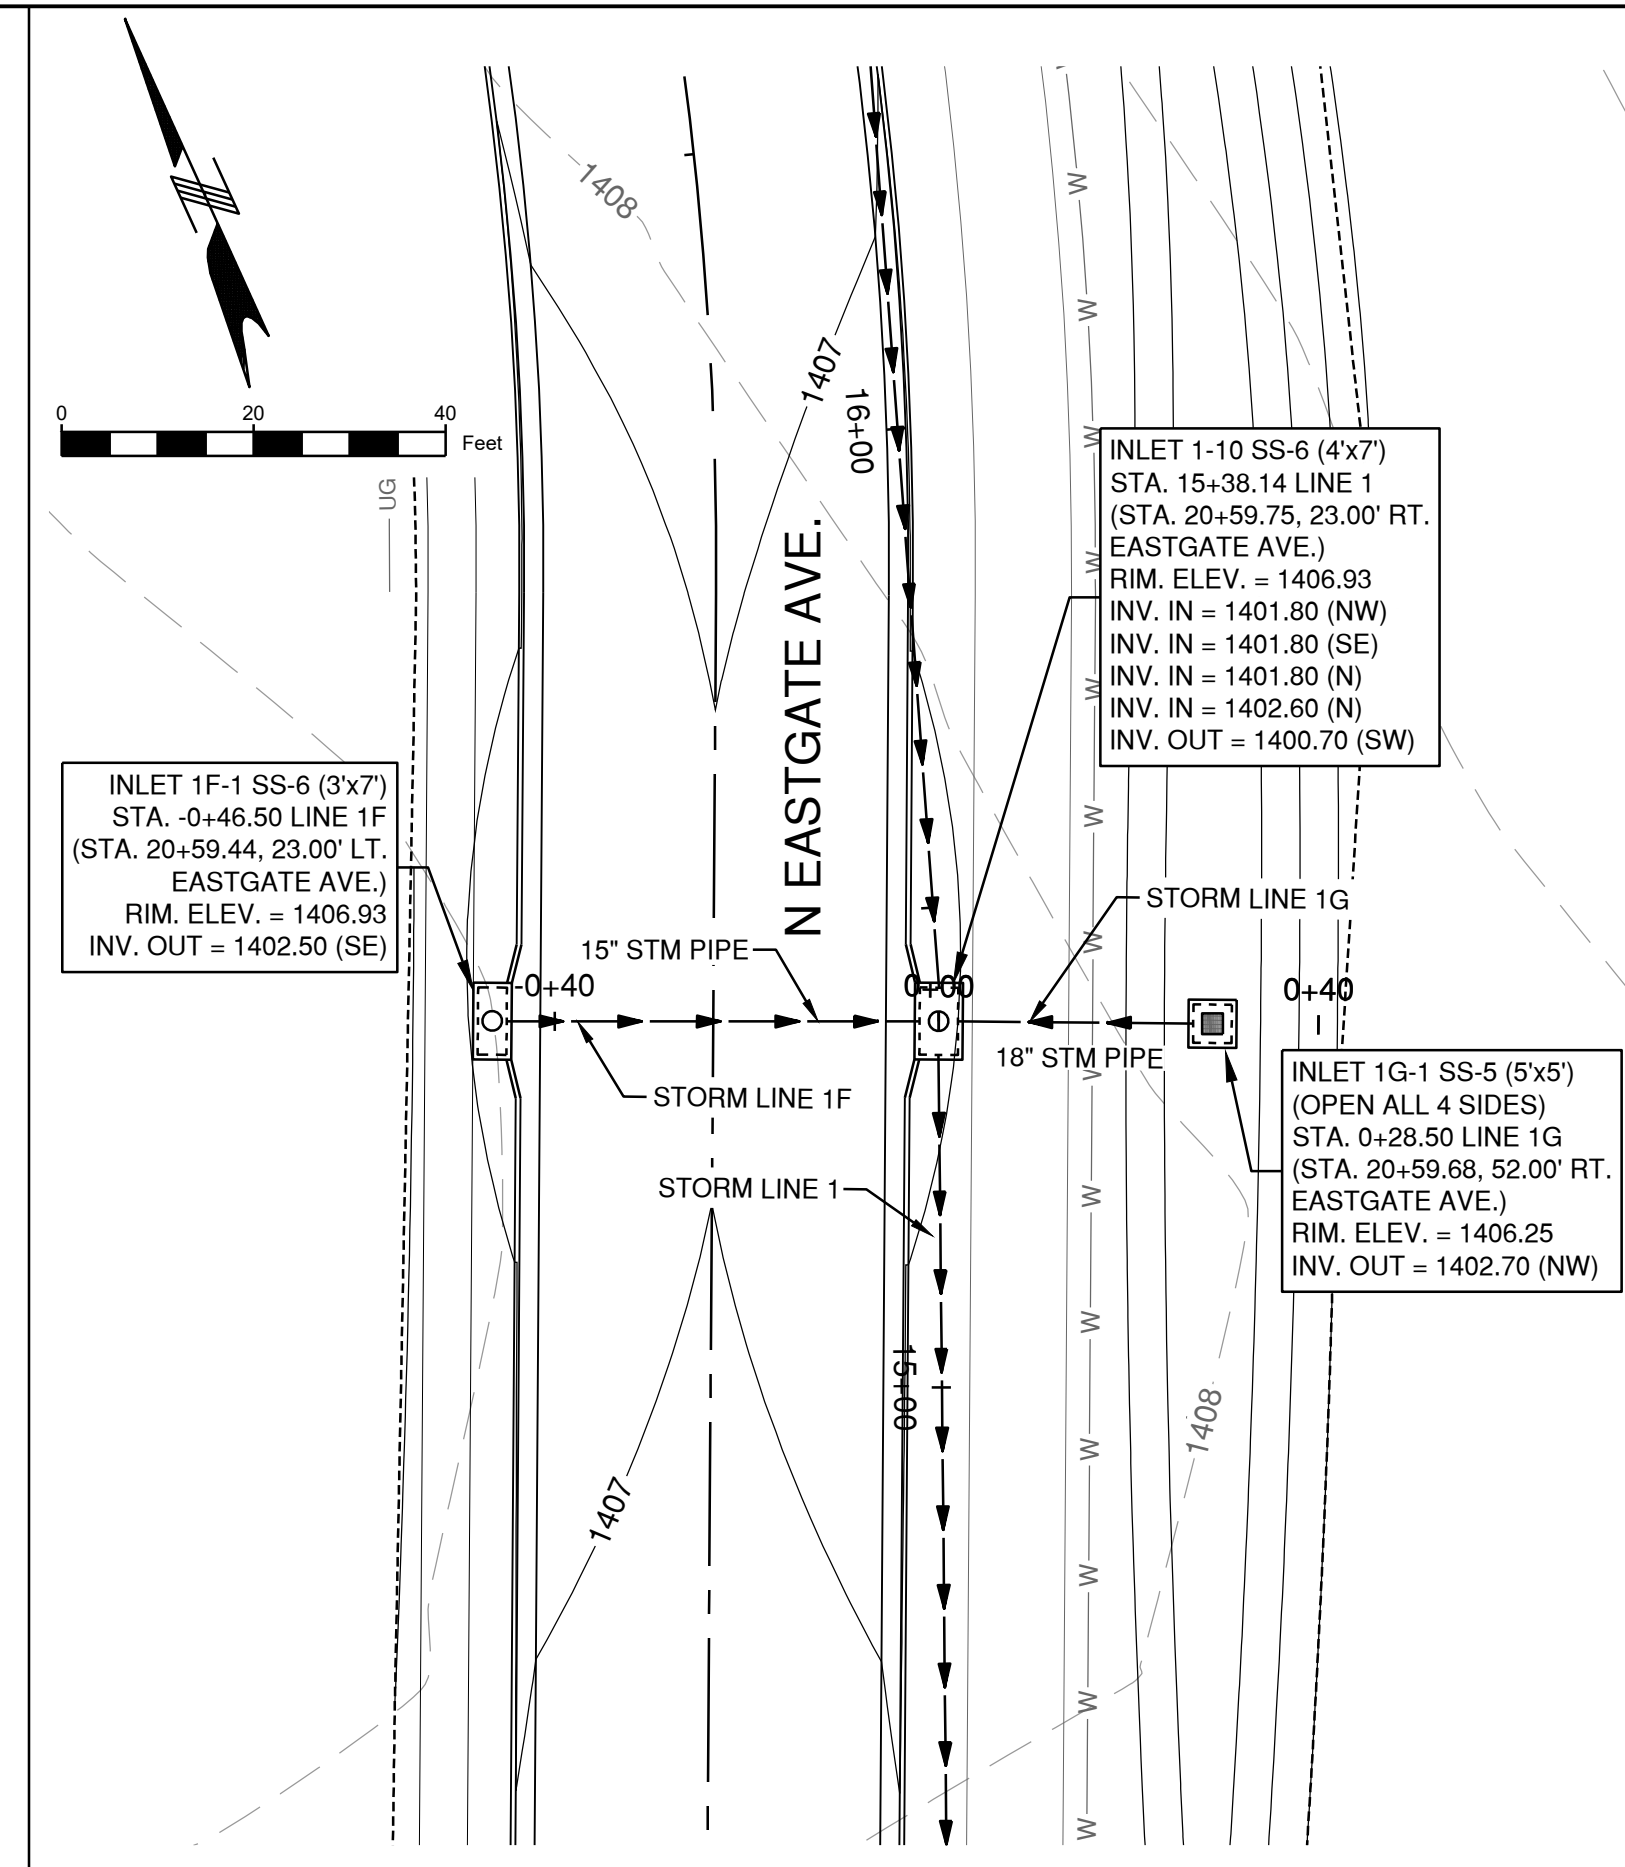 1408
0 20 40
Feet
1407
16+00
UG
W
W
W
INLET 1-10 SS-6 (4'x7')
STA. 15+38.14 LINE 1
(STA. 20+59.75, 23.00' RT.
EASTGATE AVE.)
RIM. ELEV. = 1406.93
INV. IN = 1401.80 (NW)
INV. IN = 1401.80 (SE)
INV. IN = 1401.80 (N)
INV. IN = 1402.60 (N)
INV. OUT = 1400.70 (SW)
W
W
N EASTGATE AVE.
INLET 1F-1 SS-6 (3'x7')
STA. -0+46.50 LINE 1F
(STA. 20+59.44, 23.00' LT.
EASTGATE AVE.)
RIM. ELEV. = 1406.93
INV. OUT = 1402.50 (SE)
W
STORM LINE 1G
15" STM PIPE
W
-0+40
0+00
0+40
18" STM PIPE
W
STORM LINE 1F
INLET 1G-1 SS-5 (5'x5')
(OPEN ALL 4 SIDES)
STA. 0+28.50 LINE 1G
(STA. 20+59.68, 52.00' RT.
EASTGATE AVE.)
RIM. ELEV. = 1406.25
INV. OUT = 1402.70 (NW)
STORM LINE 1
W
W
15+00
1408
W
1407
W
W
W